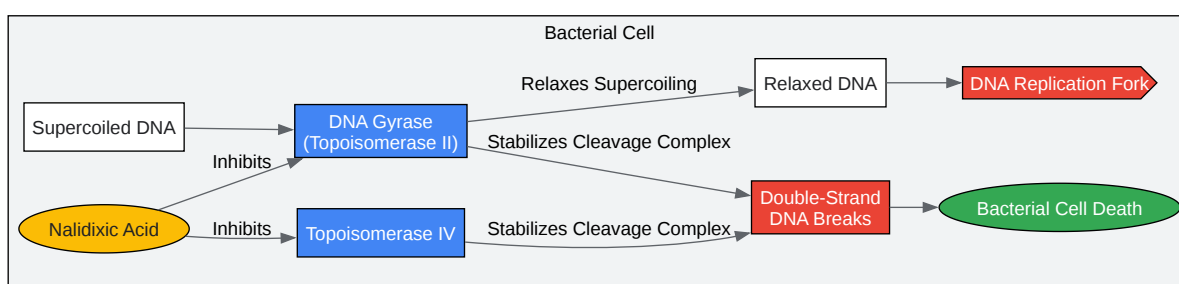 Bacterial Cell
Supercoiled DNA
DNA Gyrase
(Topoisomerase II)
Relaxes Supercoiling
Relaxed DNA
DNA Replication Fork
Stabilizes Cleavage Complex
Inhibits
Nalidixic Acid
Inhibits
Topoisomerase IV
Stabilizes Cleavage Complex
Double-Strand
DNA Breaks
Bacterial Cell Death